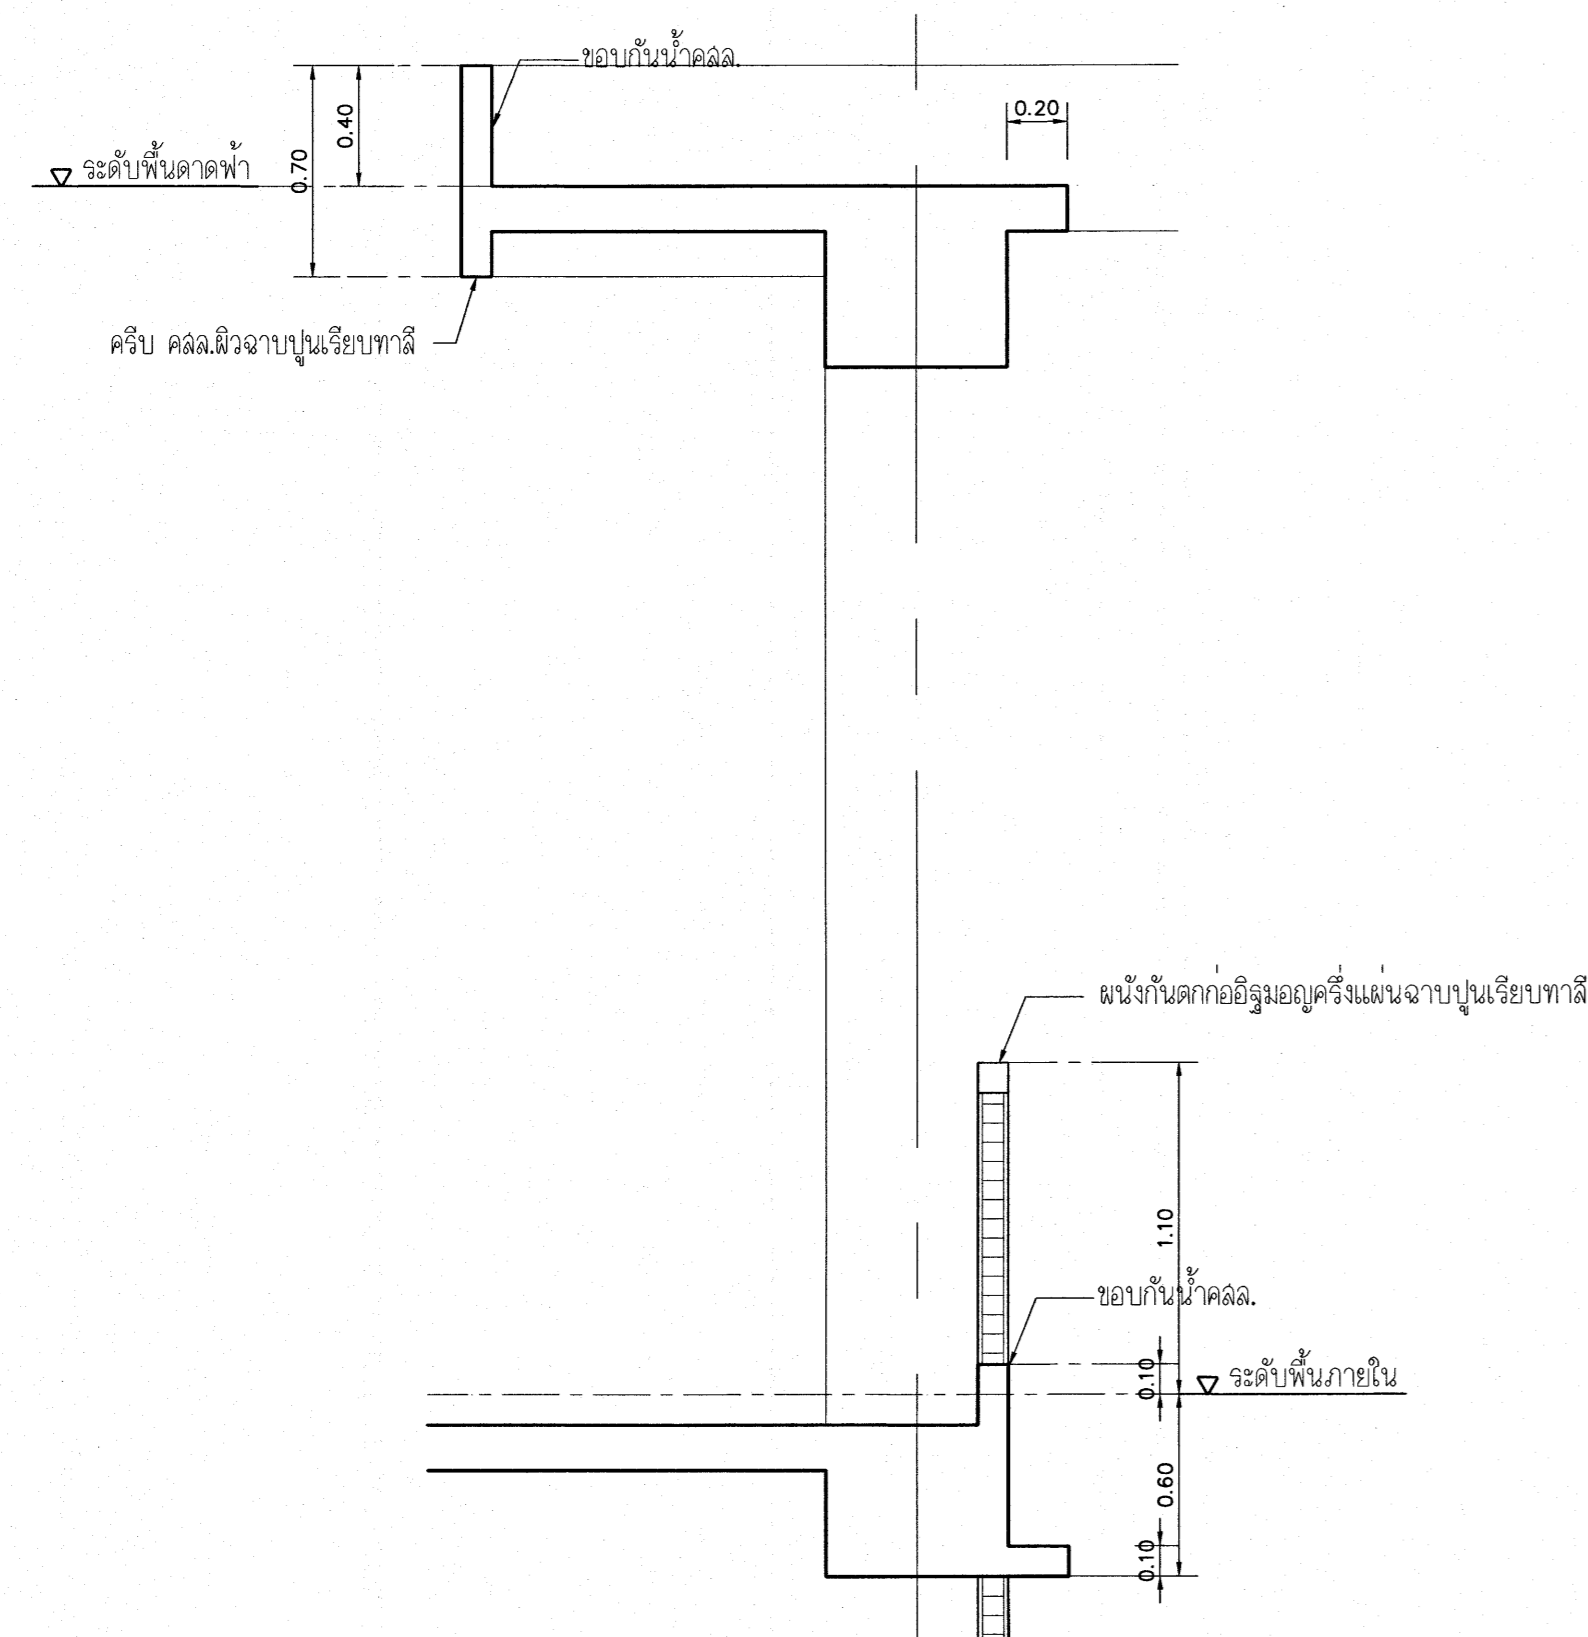 ขอบกันน้ำคสล.
0.20
0.40
0.70
ระดับพื้นดาดฟ้า
ครีบ คสล.ผิวฉาบปูนเรียบทาสี
ผนังกันตกก่ออิฐมอญครึ่งแผ่นฉาบปูนเรียบทาสี
1.10
ขอบกันน้ำคสล.
0.10
ระดับพื้นภายใน
0.60
0.10